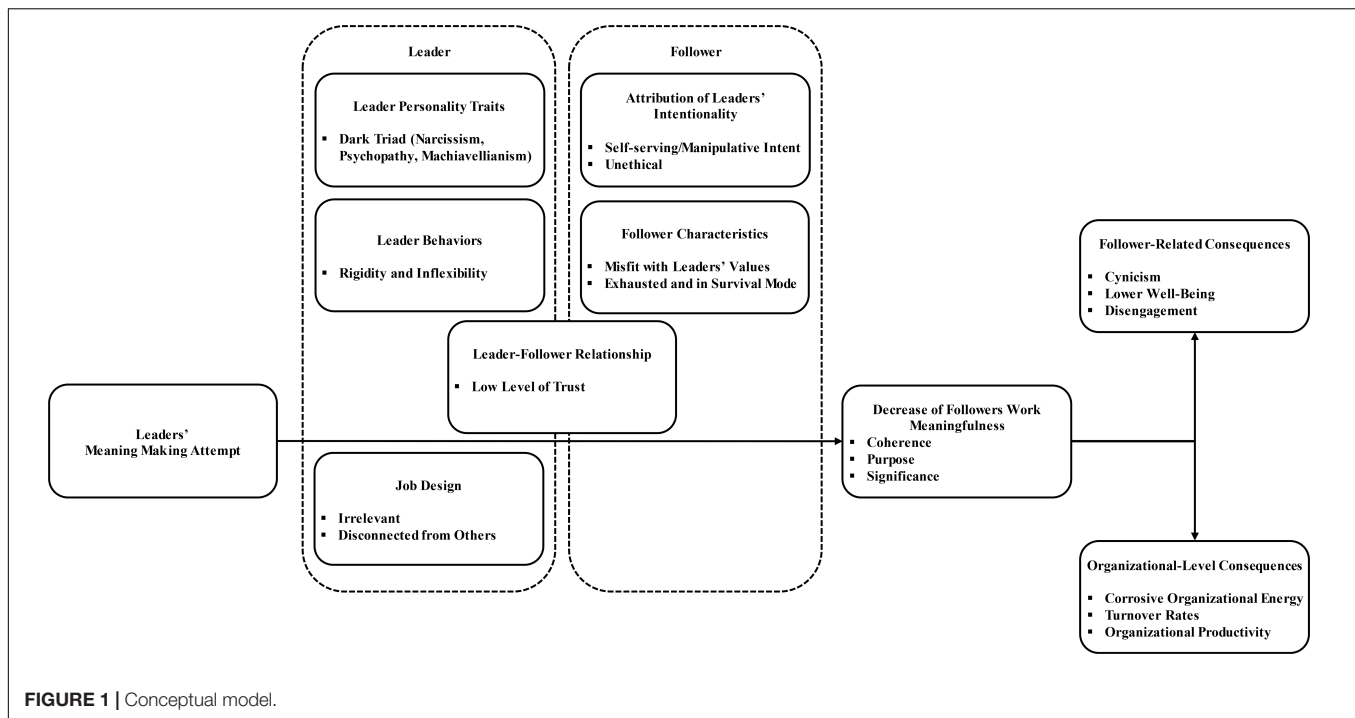 Leader
Leader Personality Traits
▪ Dark Triad (Narcissism,
Psychopathy, Machiavellianism)
Leader Behaviors
▪ Rigidity and Inflexibility
Follower
Attribution of Leaders'
Intentionality
▪ Self-serving/Manipulative Intent
▪ Unethical
Follower Characteristics
▪ Misfit with Leaders' Values
▪ Exhausted and in Survival Mode
Leader-Follower Relationship
▪ Low Level of Trust
Leaders'
Meaning Making Attempt
Job Design
▪ Irrelevant
▪ Disconnected from Others
Decrease of Followers Work
Meaningfulness
▪ Coherence
▪ Purpose
▪ Significance
Follower-Related Consequences
▪ Cynicism
▪ Lower Well-Being
▪ Disengagement
Organizational-Level Consequences
▪ Corrosive Organizational Energy
▪ Turnover Rates
▪ Organizational Productivity
FIGURE 1 | Conceptual model.